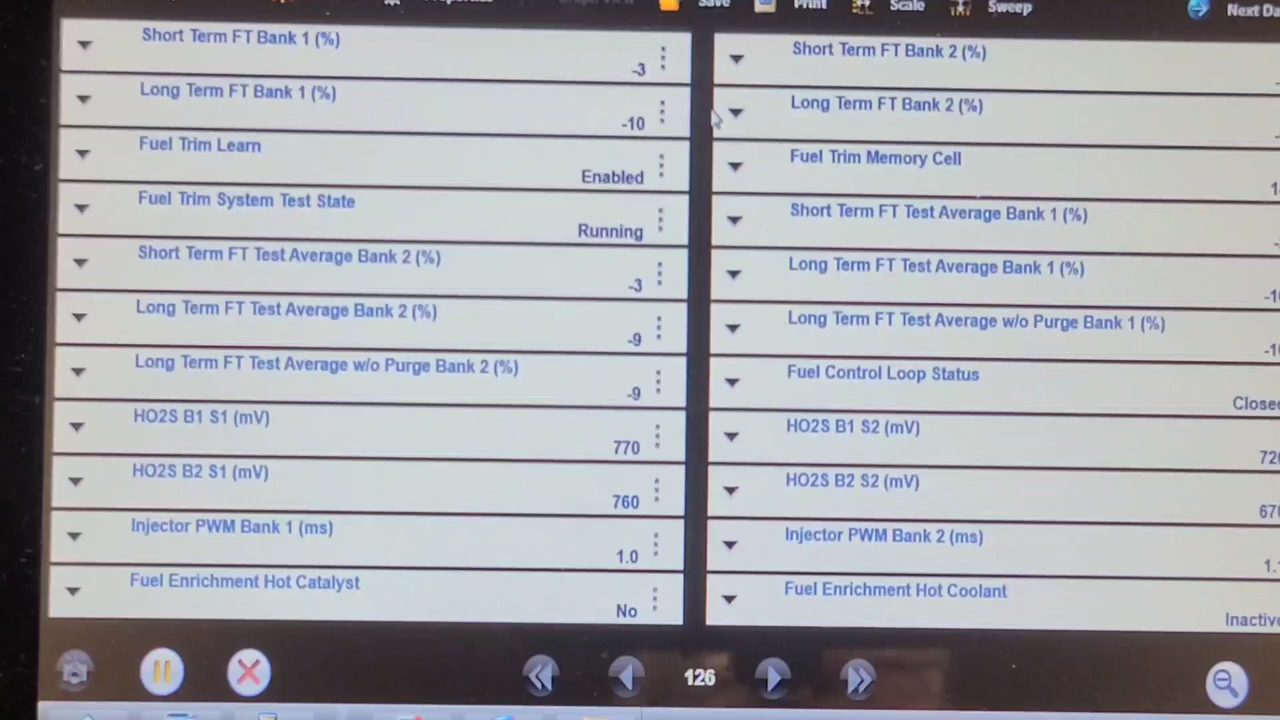 Save Print Scale Sweep Next Da
Short Term FT Bank 1 (%)
-3
Short Term FT Bank 2 (%)
Long Term FT Bank 1 (%)
-10
Long Term FT Bank 2 (%)
Fuel Trim Learn
Enabled
Fuel Trim Memory Cell
Fuel Trim System Test State
Running
Short Term FT Test Average Bank 1 (%)
Short Term FT Test Average Bank 2 (%)
-3
Long Term FT Test Average Bank 1 (%)
Long Term FT Test Average Bank 2 (%)
-9
Long Term FT Test Average w/o Purge Bank 1 (%)
Long Term FT Test Average w/o Purge Bank 2 (%)
-9
Fuel Control Loop Status
Closed
HO2S B1 S1 (mV)
770
HO2S B1 S2 (mV)
720
HO2S B2 S1 (mV)
760
HO2S B2 S2 (mV)
670
Injector PWM Bank 1 (ms)
1.0
Injector PWM Bank 2 (ms)
Fuel Enrichment Hot Catalyst
No
Fuel Enrichment Hot Coolant
Inactive
126